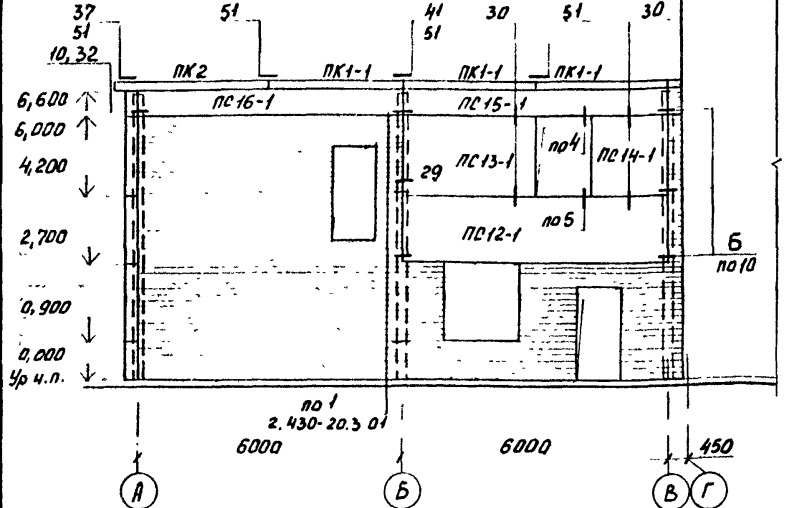 37 51 41 30 51 30
51 51
10,32
ПК2 ПК1-1 ПК1-1 ПК1-1
6,600 ПС16-1 ПС15-1
6,000
4,200 29 ПС13-1 по4 ПС14-1
по5
2,700 ПС12-1
Б
по10
0,900
0,000
Ур ч.п.
по 1
2.430-20.3 01
6000 6000 450
А Б В Г